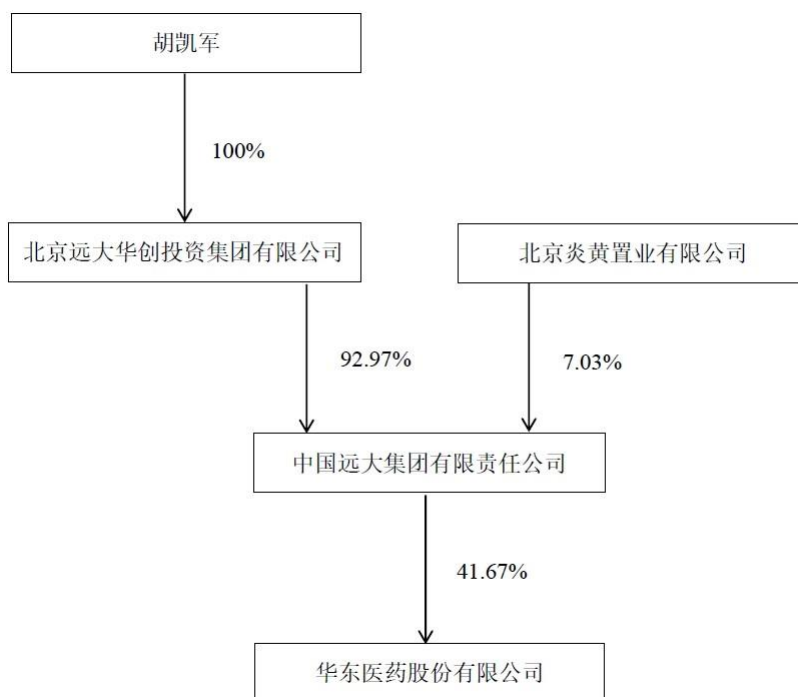 胡凯军
100%
北京远大华创投资集团有限公司
北京炎黄置业有限公司
92.97%
7.03%
中国远大集团有限责任公司
41.67%
华东医药股份有限公司